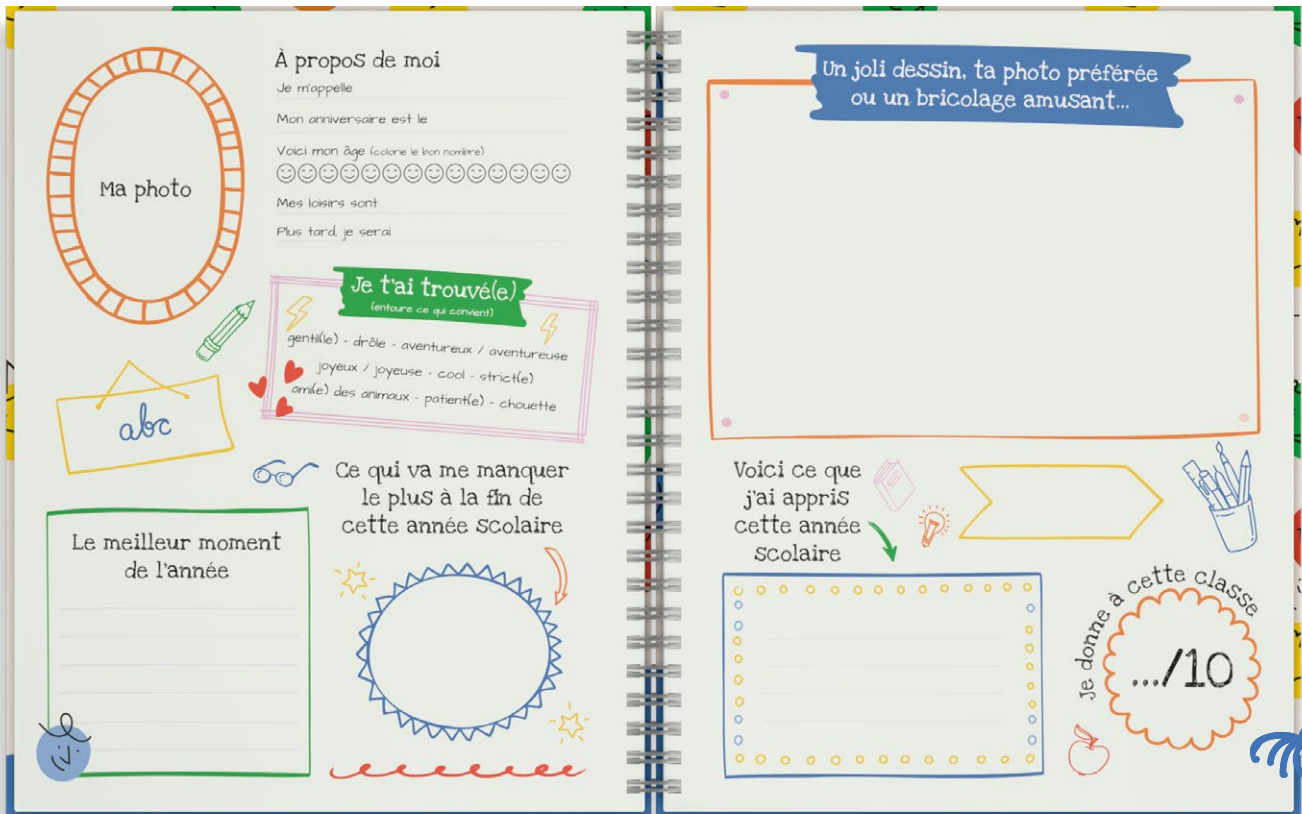 Ma photo
À propos de moi
Je m'appelle
Mon anniversaire est le
Voici mon âge (colorie le bon nombre)
Mes loisirs sont
Plus tard, je serai
Je t'ai trouvé(e)
(entoure ce qui convient)
gentil(le) - drôle - aventureux / aventureuse
joyeux / joyeuse - cool - strict(e)
ami(e) des animaux - patient(e) - chouette
abc
Ce qui va me manquer
le plus à la fin de
cette année scolaire
Le meilleur moment
de l'année
Un joli dessin, ta photo préférée
ou un bricolage amusant...
Voici ce que
j'ai appris
cette année
scolaire
Je donne à cette classe
.../10